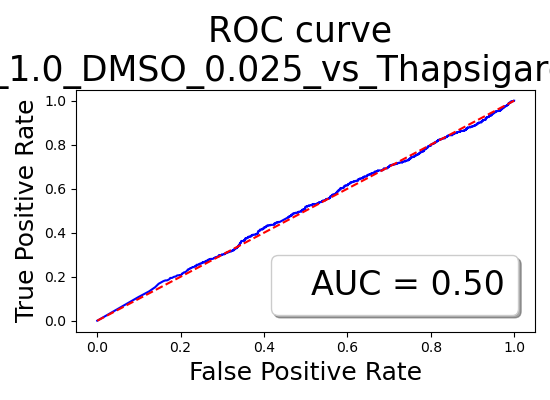 ROC curve
_1.0_DMSO_0.025_vs_Thapsigar
True Positive Rate
1.0
0.8
0.6
0.4
0.2
0.0
AUC = 0.50
0.0 0.2 0.4 0.6 0.8 1.0
False Positive Rate